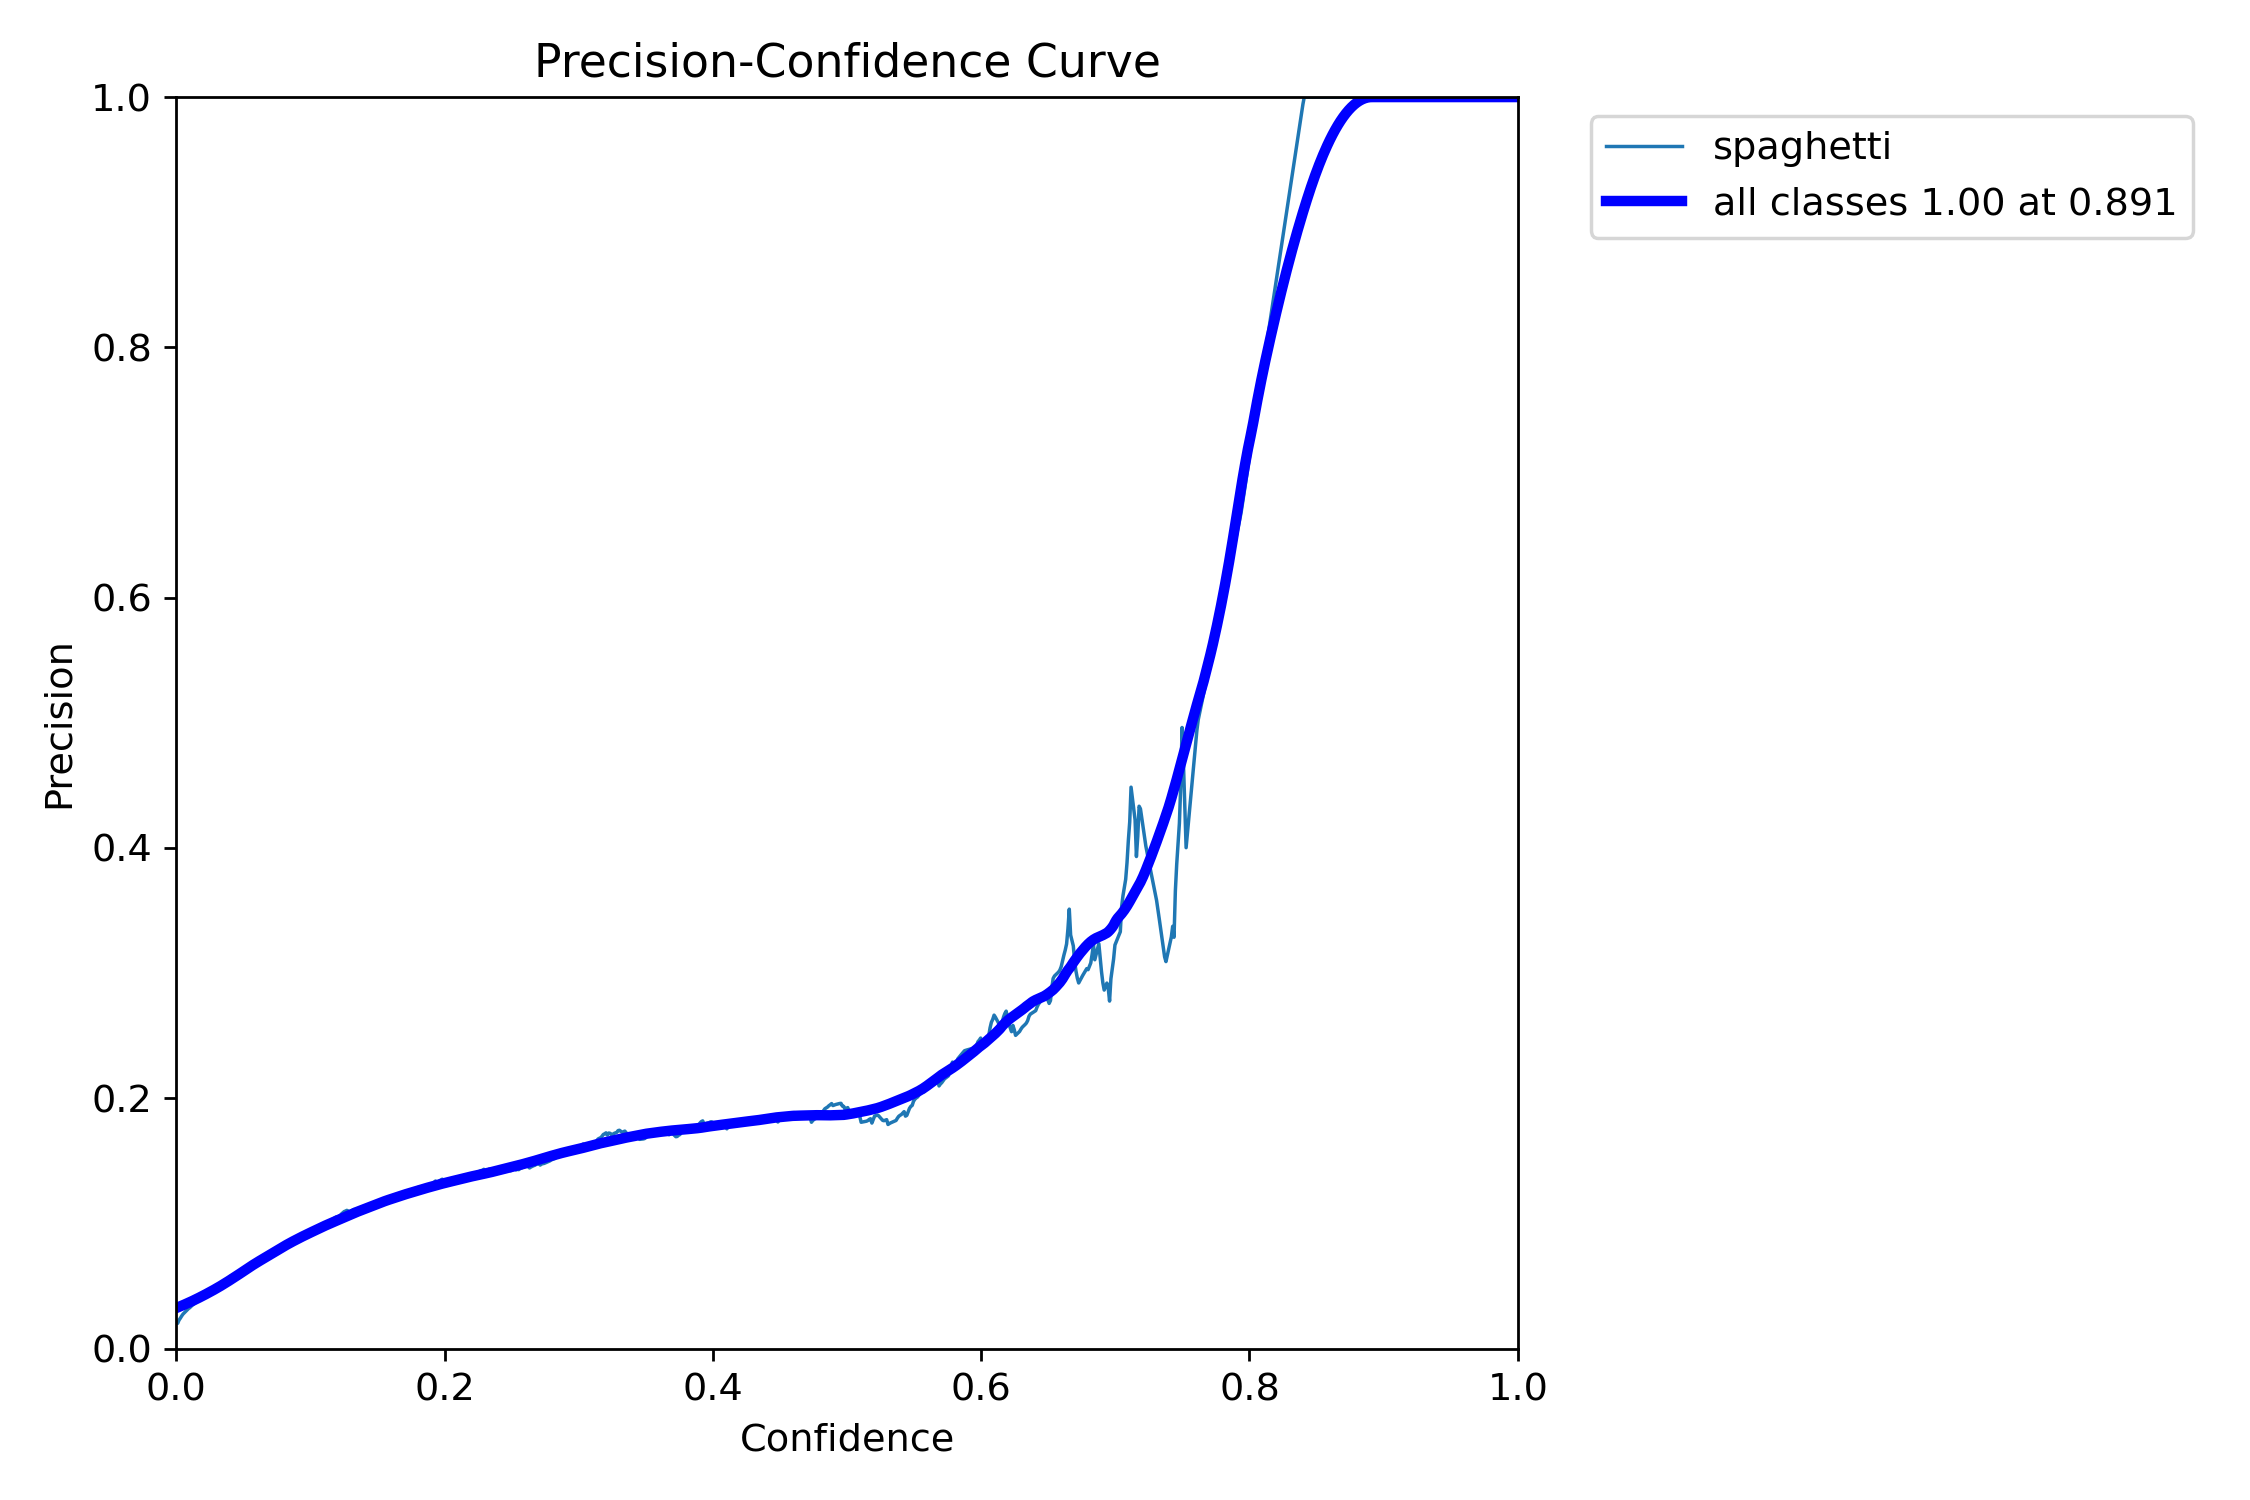 Precision-Confidence Curve
1.0
0.8
0.6
0.4
0.2
0.0
Precision
0.0 0.2 0.4 0.6 0.8 1.0
Confidence
spaghetti
all classes 1.00 at 0.891